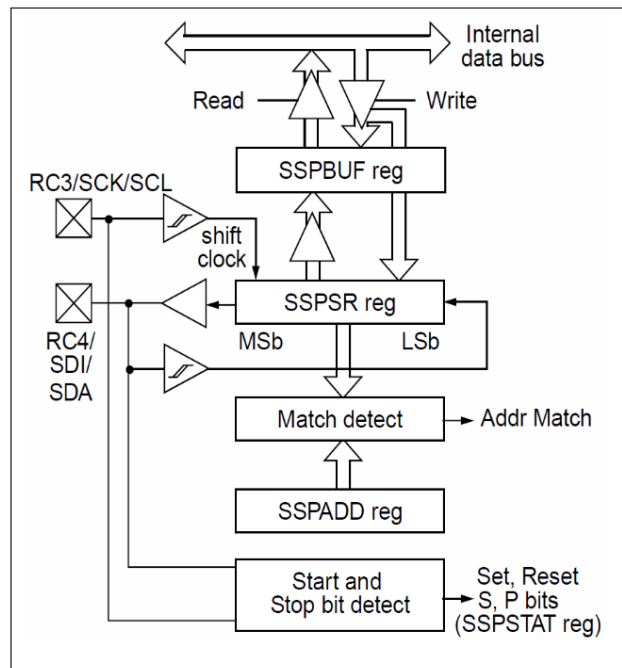 Internal
data bus
Read
Write
SSPBUF reg
RC3/SCK/SCL
shift
clock
SSPSR reg
MSb
LSb
RC4/
SDI/
SDA
Match detect
Addr Match
SSPADD reg
Start and
Stop bit detect
Set, Reset
S, P bits
(SSPSTAT reg)